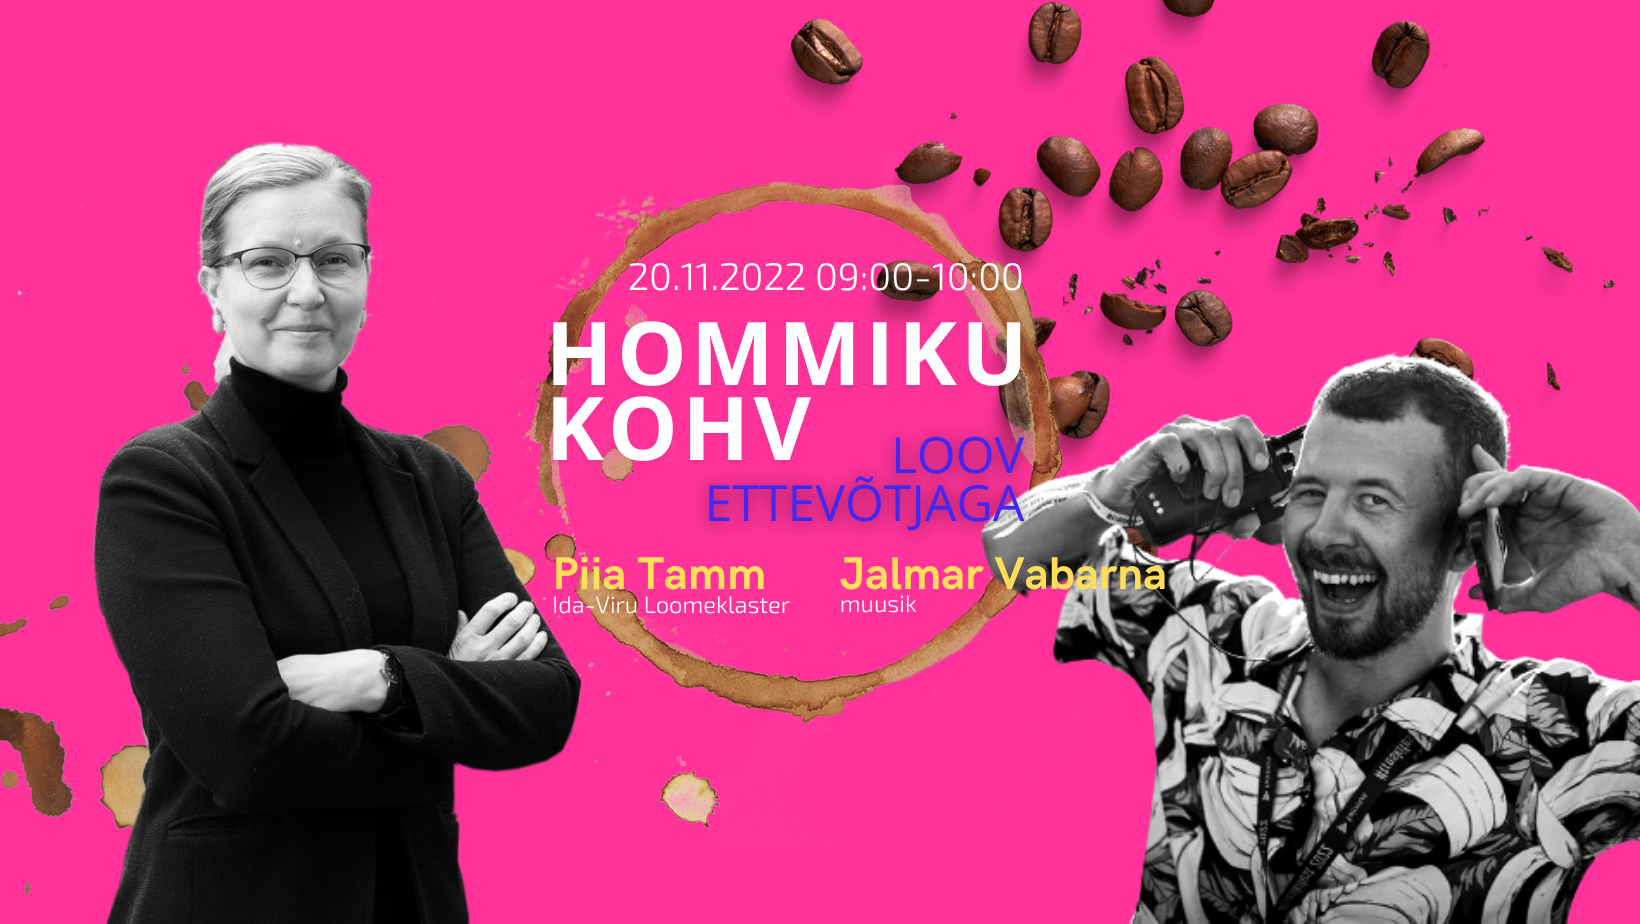 20.11.2022 09:00-10:00
HOMMIKU
KOHV
LOOV
ETTEVÕTJAGA
Piia Tamm
Ida-Viru Loomeklaster
Jalmar Vabarna
muusik